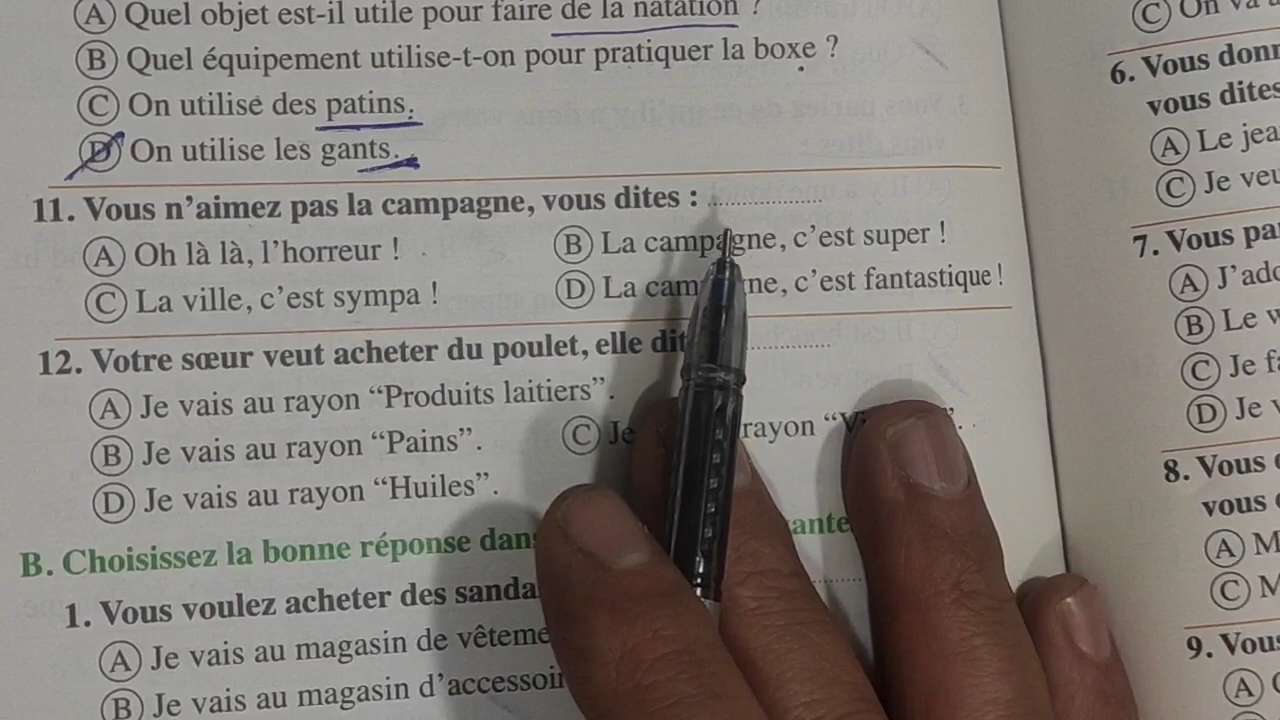 A Quel objet est-il utile pour faire de la natation ?
B Quel équipement utilise-t-on pour pratiquer la boxe ?
C On utilise des patins.
D On utilise les gants.
11. Vous n’aimez pas la campagne, vous dites : ................
A Oh là là, l’horreur !
B La campagne, c’est super !
C La ville, c’est sympa !
D La c’est fantastique !
12. Votre sœur veut acheter du poulet, elle dit ................
A Je vais au rayon “Produits laitiers”.
B Je vais au rayon “Pains”.
C Je rayon
D Je vais au rayon “Huiles”.
B. Choisissez la bonne réponse
1. Vous voulez acheter des
A Je vais au magasin de
B Je vais au magasin
C On
6. Vous
vous dites
A Le
C Je
7. Vous
A
B Le
C Je
D Je
8. Vous
vous
A
C
9.
A